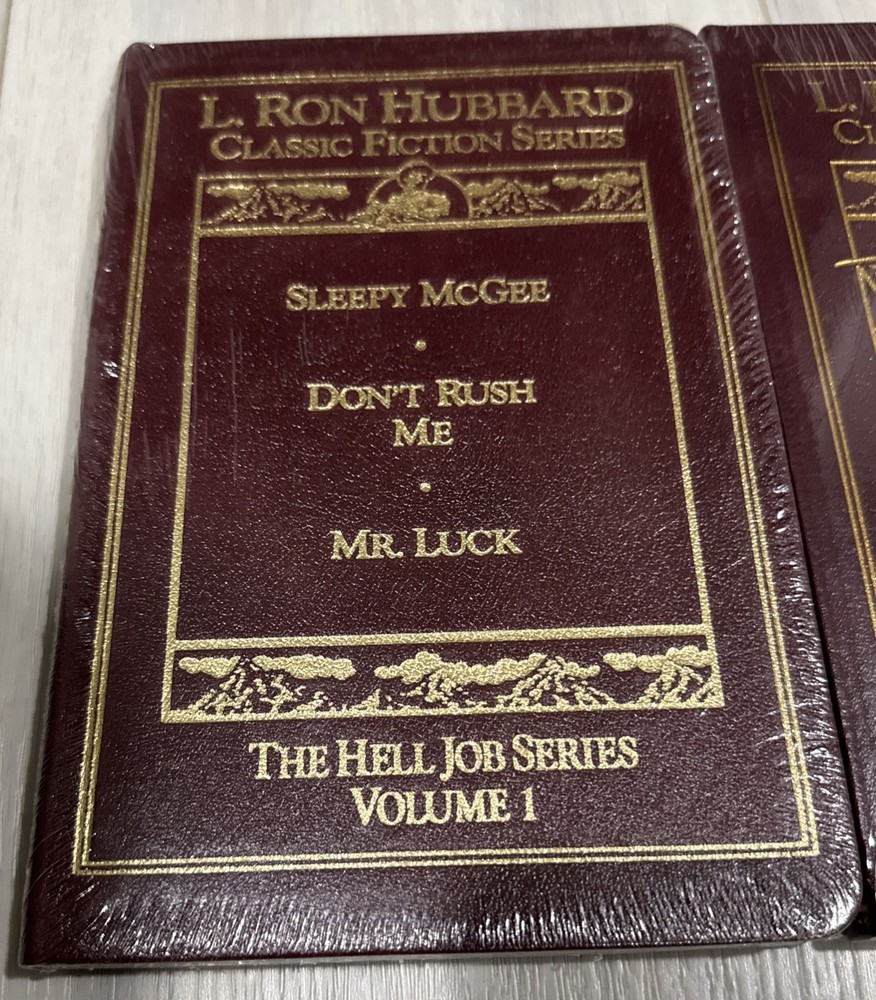 L. RON HUBBARD
CLASSIC FICTION SERIES
SLEEPY MCGEE
•
DON'T RUSH
ME
•
MR. LUCK
THE HELL JOB SERIES
VOLUME 1
L.